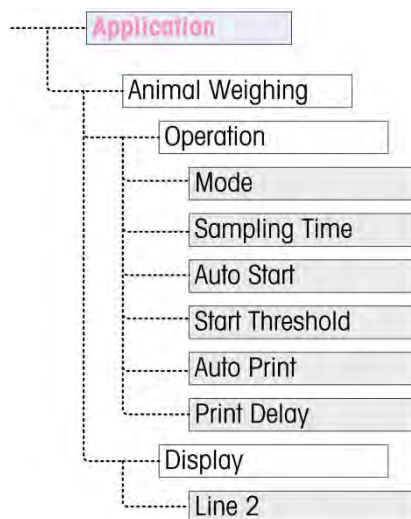 Application
Animal Weighing
Operation
Mode
Sampling Time
Auto Start
Start Threshold
Auto Print
Print Delay
Display
Line 2